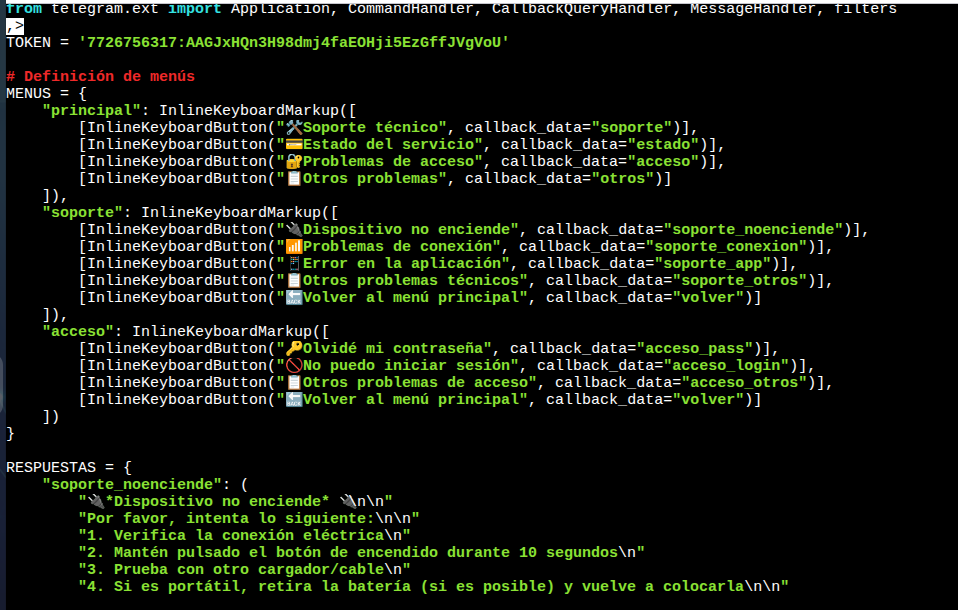 from telegram.ext import Application, CommandHandler, CallbackQueryHandler, MessageHandler, filters
,>
TOKEN = '7726756317:AAGJxHQn3H98dmj4faEOHji5EzGffJVgVoU'

# Definición de menús
MENUS = {
    "principal": InlineKeyboardMarkup([
        [InlineKeyboardButton("🛠️Soporte técnico", callback_data="soporte")],
        [InlineKeyboardButton("💳Estado del servicio", callback_data="estado")],
        [InlineKeyboardButton("🔐Problemas de acceso", callback_data="acceso")],
        [InlineKeyboardButton("📋Otros problemas", callback_data="otros")]
    ]),
    "soporte": InlineKeyboardMarkup([
        [InlineKeyboardButton("🔌Dispositivo no enciende", callback_data="soporte_noenciende")],
        [InlineKeyboardButton("📶Problemas de conexión", callback_data="soporte_conexion")],
        [InlineKeyboardButton("📱Error en la aplicación", callback_data="soporte_app")],
        [InlineKeyboardButton("📋Otros problemas técnicos", callback_data="soporte_otros")],
        [InlineKeyboardButton("🔙Volver al menú principal", callback_data="volver")]
    ]),
    "acceso": InlineKeyboardMarkup([
        [InlineKeyboardButton("🔑Olvidé mi contraseña", callback_data="acceso_pass")],
        [InlineKeyboardButton("🚫No puedo iniciar sesión", callback_data="acceso_login")],
        [InlineKeyboardButton("📋Otros problemas de acceso", callback_data="acceso_otros")],
        [InlineKeyboardButton("🔙Volver al menú principal", callback_data="volver")]
    ])
}

RESPUESTAS = {
    "soporte_noenciende": (
        "🔌*Dispositivo no enciende* 🔌\n\n"
        "Por favor, intenta lo siguiente:\n\n"
        "1. Verifica la conexión eléctrica\n"
        "2. Mantén pulsado el botón de encendido durante 10 segundos\n"
        "3. Prueba con otro cargador/cable\n"
        "4. Si es portátil, retira la batería (si es posible) y vuelve a colocarla\n\n"